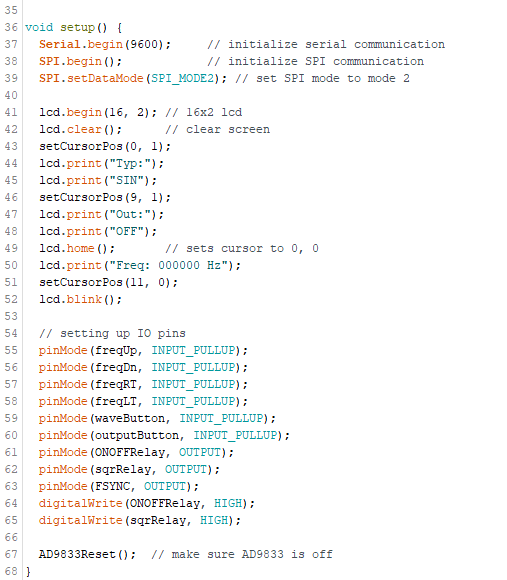 35
36 void setup() {
37   Serial.begin(9600);     // initialize serial communication
38   SPI.begin();            // initialize SPI communication
39   SPI.setDataMode(SPI_MODE2); // set SPI mode to mode 2
40
41   lcd.begin(16, 2); // 16x2 lcd
42   lcd.clear();      // clear screen
43   setCursorPos(0, 1);
44   lcd.print("Typ:");
45   lcd.print("SIN");
46   setCursorPos(9, 1);
47   lcd.print("Out:");
48   lcd.print("OFF");
49   lcd.home();       // sets cursor to 0, 0
50   lcd.print("Freq: 000000 Hz");
51   setCursorPos(11, 0);
52   lcd.blink();
53
54   // setting up IO pins
55   pinMode(freqUp, INPUT_PULLUP);
56   pinMode(freqDn, INPUT_PULLUP);
57   pinMode(freqRT, INPUT_PULLUP);
58   pinMode(freqLT, INPUT_PULLUP);
59   pinMode(waveButton, INPUT_PULLUP);
60   pinMode(outputButton, INPUT_PULLUP);
61   pinMode(ONOFFRelay, OUTPUT);
62   pinMode(sqrRelay, OUTPUT);
63   pinMode(FSYNC, OUTPUT);
64   digitalWrite(ONOFFRelay, HIGH);
65   digitalWrite(sqrRelay, HIGH);
66
67   AD9833Reset();  // make sure AD9833 is off
68 }